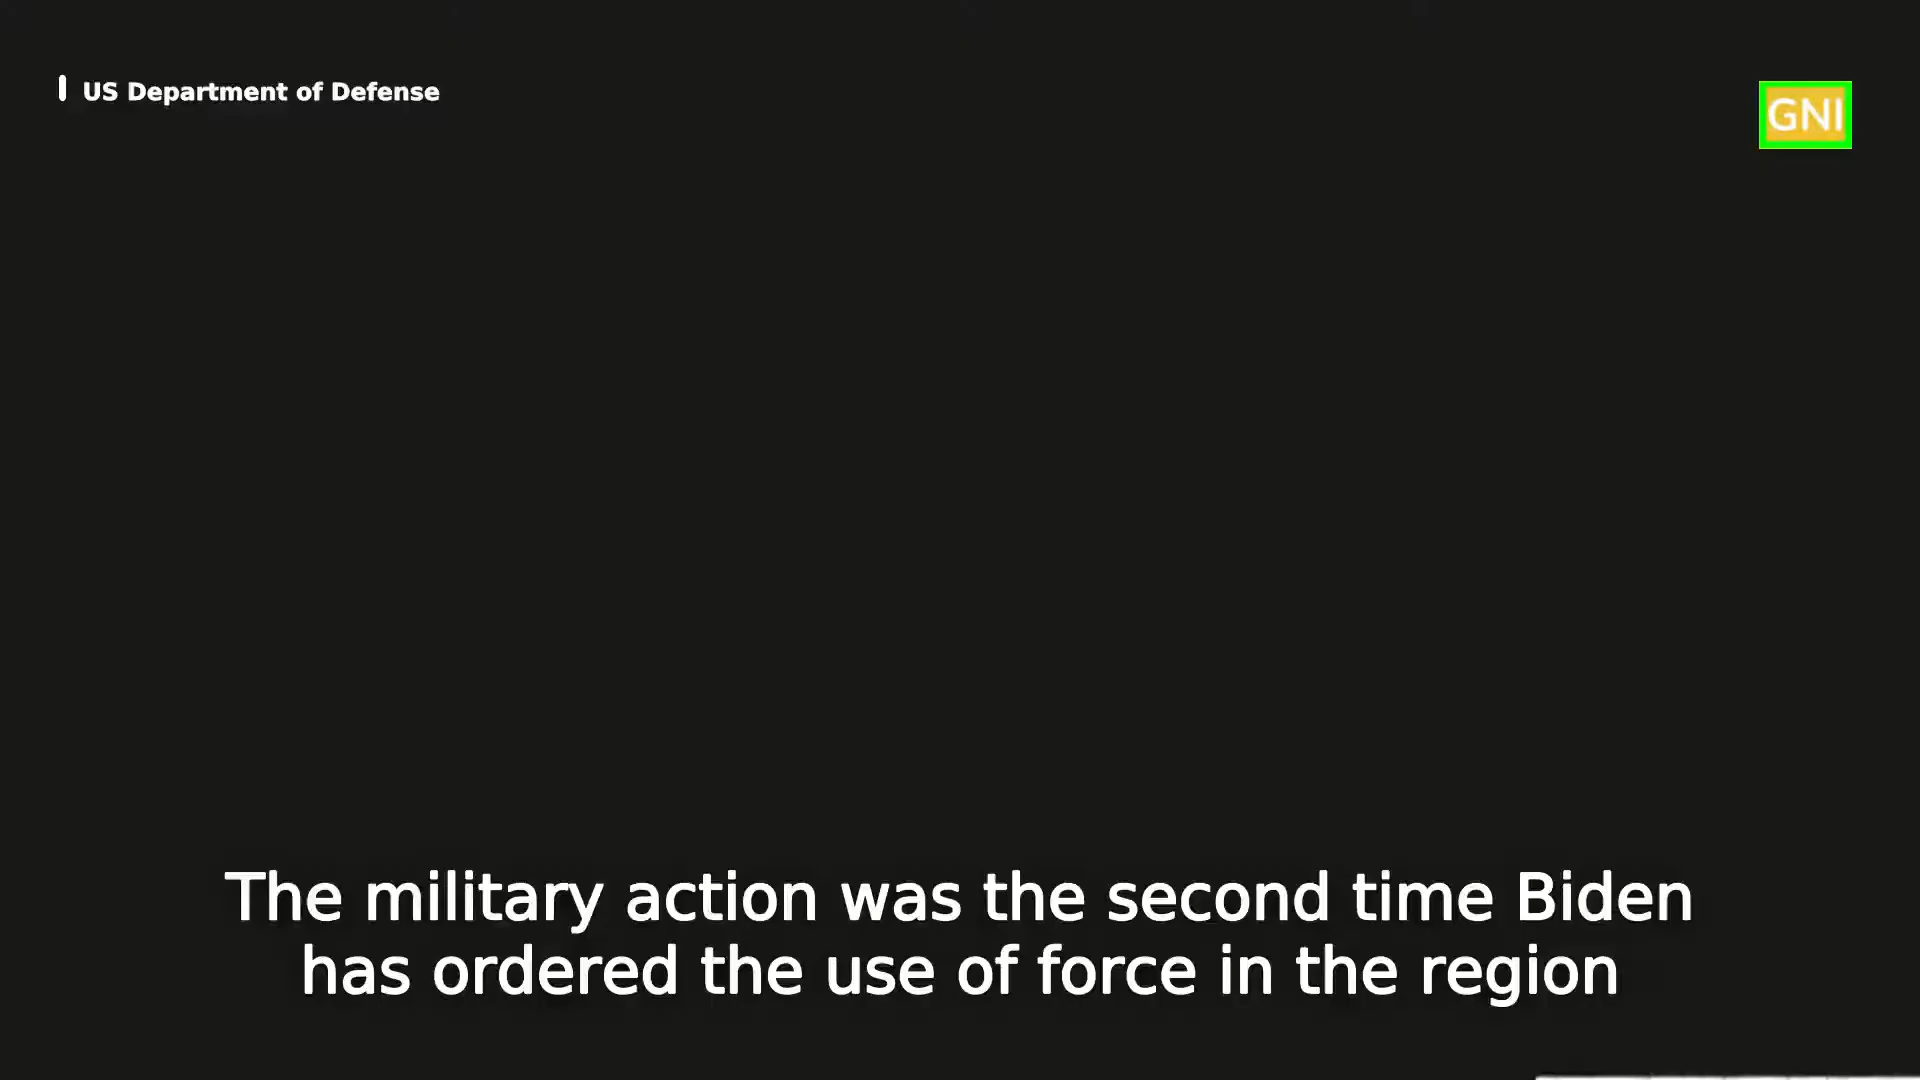 US Department of Defense
GNI
The military action was the second time Biden
has ordered the use of force in the region